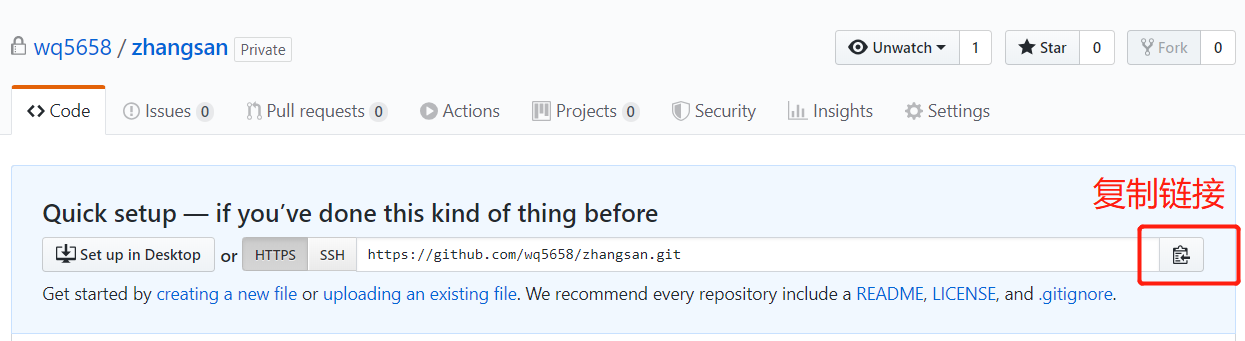 wq5658 / zhangsan Private Unwatch 1 Star 0 Fork 0
Code Issues 0 Pull requests 0 Actions Projects 0 Security Insights Settings
复制链接
Quick setup — if you’ve done this kind of thing before
Set up in Desktop or HTTPS SSH https://github.com/wq5658/zhangsan.git
Get started by creating a new file or uploading an existing file. We recommend every repository include a README, LICENSE, and .gitignore.